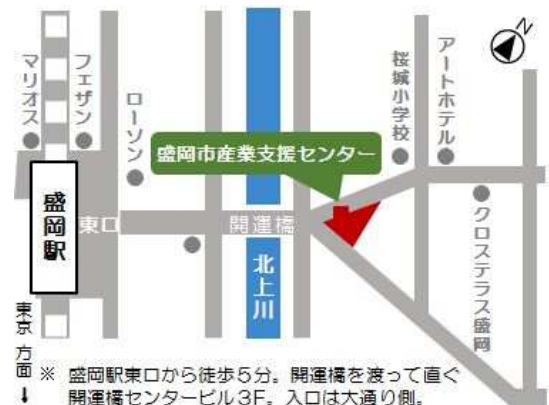 N
マリオス
フェザン
ローソン
桜城小学校
アートホテル
盛岡市産業支援センター
盛岡駅
東口
開運橋
北上川
クロステラス盛岡
東京方面↓
※ 盛岡駅東口から徒歩5分。開運橋を渡って直ぐ
開運橋センタービル3F。入口は大通り側。